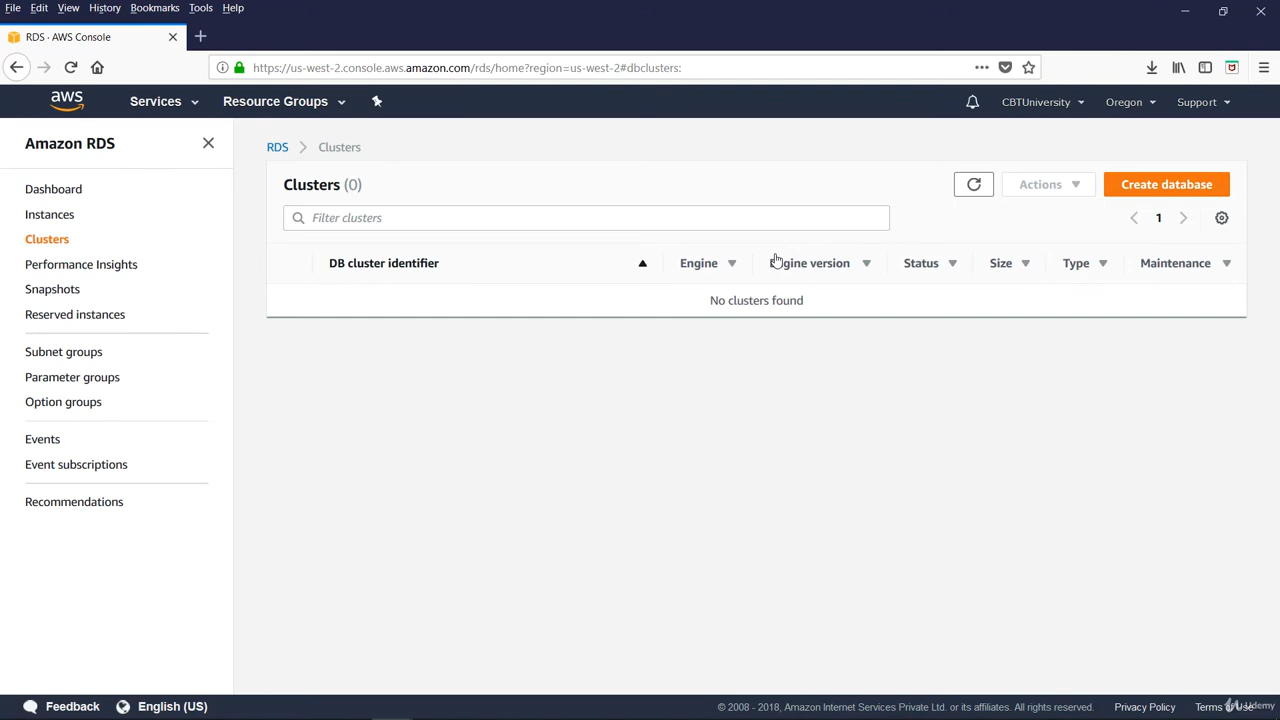 File Edit View History Bookmarks Tools Help
RDS · AWS Console
https://us-west-2.console.aws.amazon.com/rds/home?region=us-west-2#dbclusters:
aws Services Resource Groups CBTUniversity Oregon Support
Amazon RDS
Dashboard
Instances
Clusters
Performance Insights
Snapshots
Reserved instances
Subnet groups
Parameter groups
Option groups
Events
Event subscriptions
Recommendations
RDS Clusters
Clusters (0) Actions Create database
Filter clusters 1
DB cluster identifier Engine Engine version Status Size Type Maintenance
No clusters found
Feedback English (US) © 2008 - 2018, Amazon Internet Services Private Ltd. or its affiliates. All rights reserved. Privacy Policy Terms of Use
Udemy